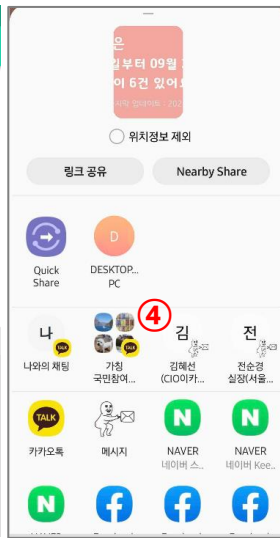 은
일부터 09월
이 6건 있어요
위치정보 제외
링크 공유
Nearby Share
D
Quick
Share
DESKTOP...
PC
④
나
TALK
TALK
김
전
나와의 채팅
가칭
국민참여...
김혜선
(CIO이카...
전순경
실장(서울...
TALK
N
N
카카오톡
메시지
NAVER
네이버 스..
NAVER
네이버 Kee..
N